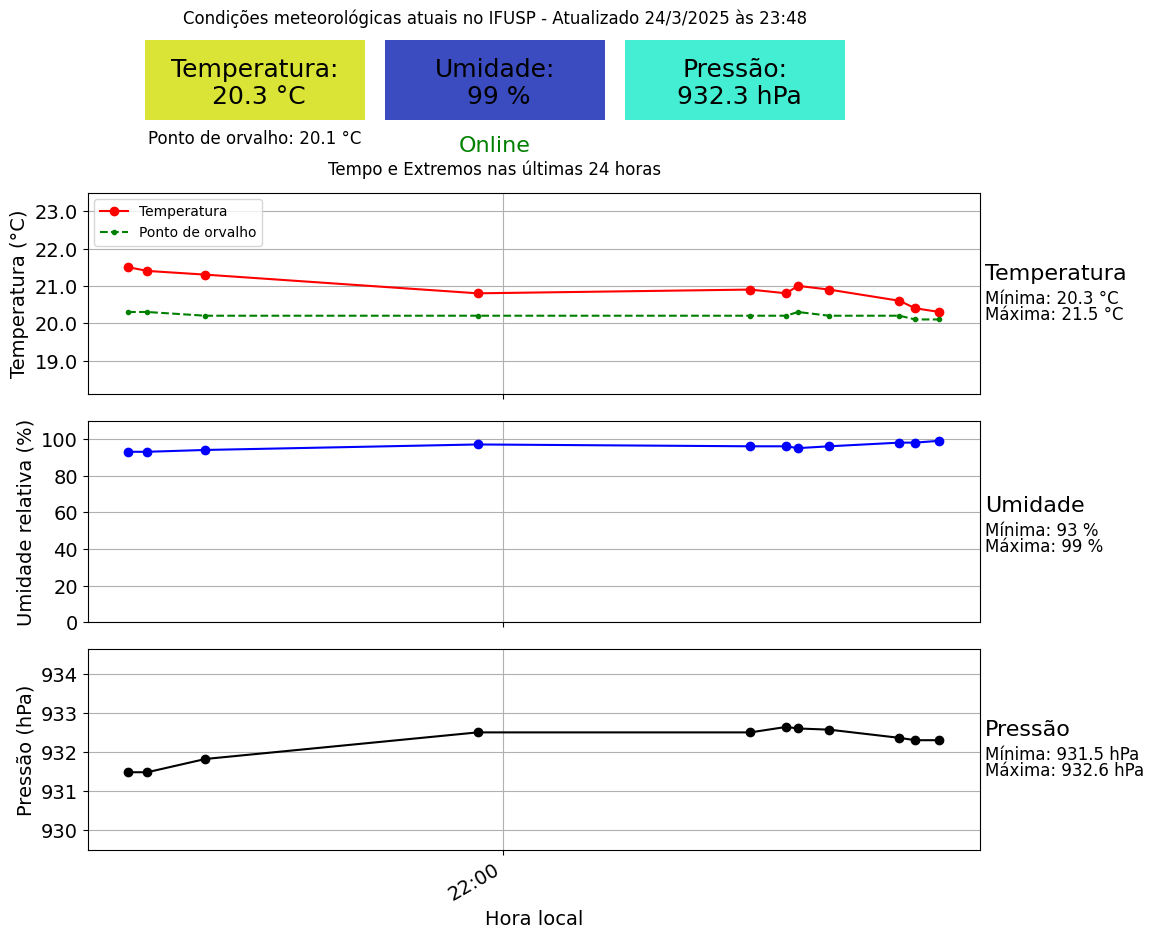 Condições meteorológicas atuais no IFUSP - Atualizado 24/3/2025 às 23:48
Temperatura:
20.3 °C
Umidade:
99 %
Pressão:
932.3 hPa
Ponto de orvalho: 20.1 °C
Online
Tempo e Extremos nas últimas 24 horas
Temperatura (°C)
23.0
22.0
21.0
20.0
19.0
Temperatura
Ponto de orvalho
Temperatura
Mínima: 20.3 °C
Máxima: 21.5 °C
Umidade relativa (%)
100
80
60
40
20
0
Umidade
Mínima: 93 %
Máxima: 99 %
Pressão (hPa)
934
933
932
931
930
Pressão
Mínima: 931.5 hPa
Máxima: 932.6 hPa
22:00
Hora local